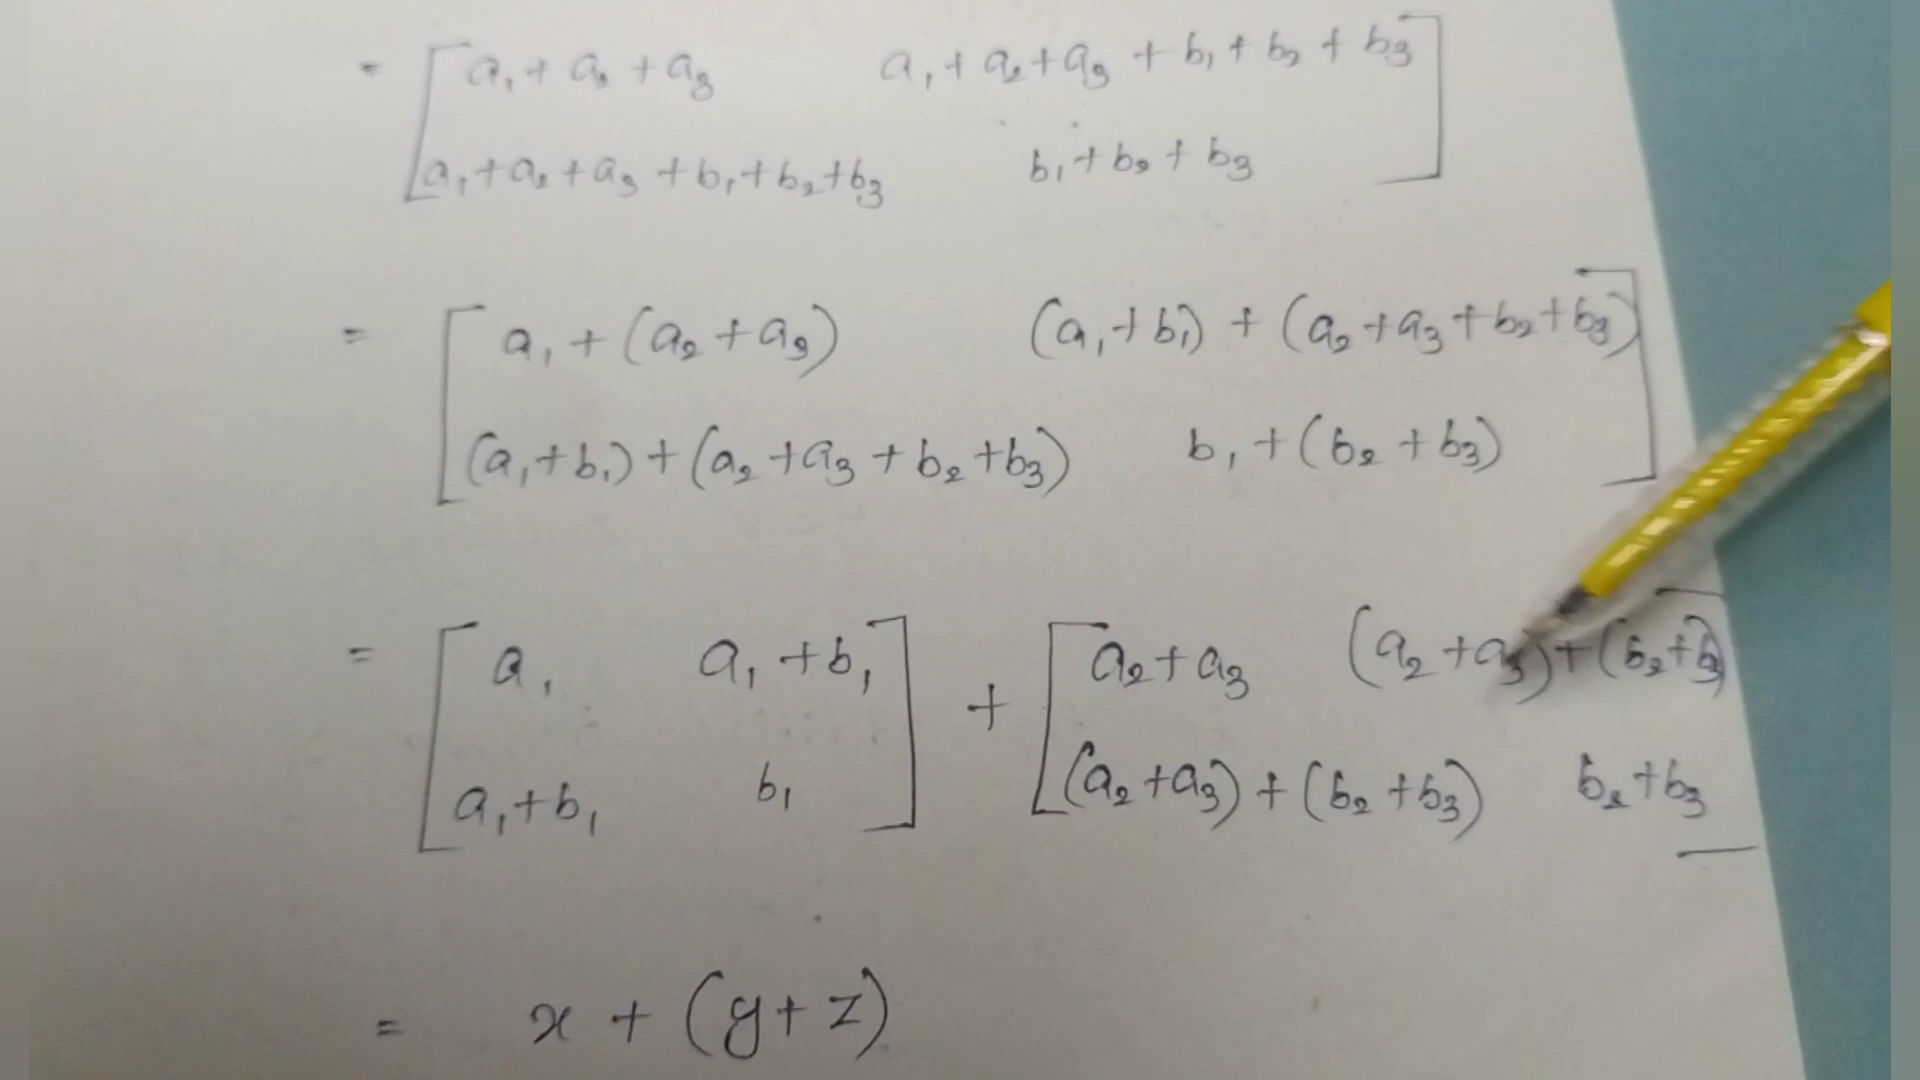 = [ a₁ + a₂ + a₃    a₁ + a₂ + a₃ + b₁ + b₂ + b₃ ]
[ a₁ + a₂ + a₃ + b₁ + b₂ + b₃    b₁ + b₂ + b₃ ]
= [ a₁ + (a₂ + a₃)    (a₁ + b₁) + (a₂ + a₃ + b₂ + b₃) ]
[ (a₁ + b₁) + (a₂ + a₃ + b₂ + b₃)    b₁ + (b₂ + b₃) ]
= [ a₁    a₁ + b₁ ] + [ a₂ + a₃    (a₂ + a₃) + (b₂ + b₃) ]
[ a₁ + b₁    b₁ ]   [ (a₂ + a₃) + (b₂ + b₃)    b₂ + b₃ ]
= x + (y + z)